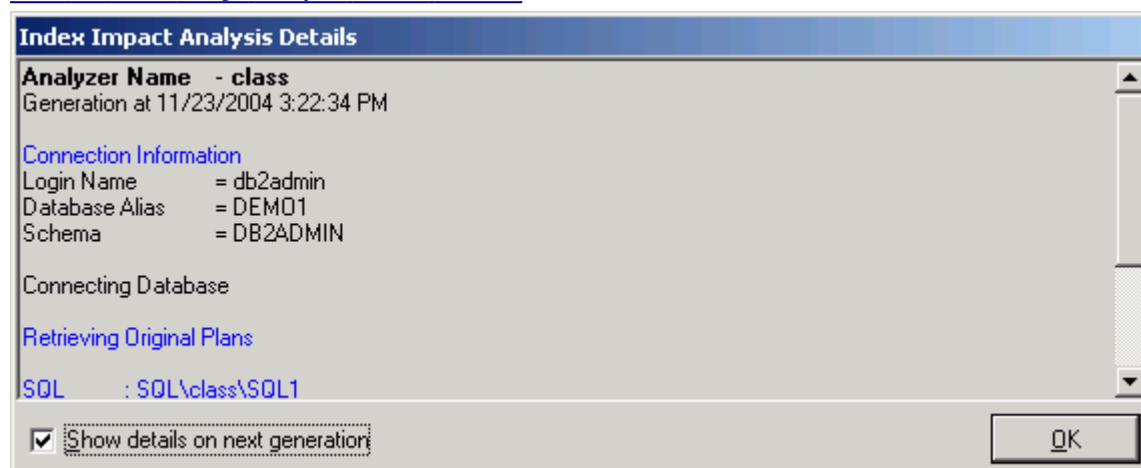 Index Impact Analysis Details
Analyzer Name - class
Generation at 11/23/2004 3:22:34 PM
Connection Information
Login Name = db2admin
Database Alias = DEMO1
Schema = DB2ADMIN
Connecting Database
Retrieving Original Plans
SQL : SQL\class\SQL1
Show details on next generation
OK